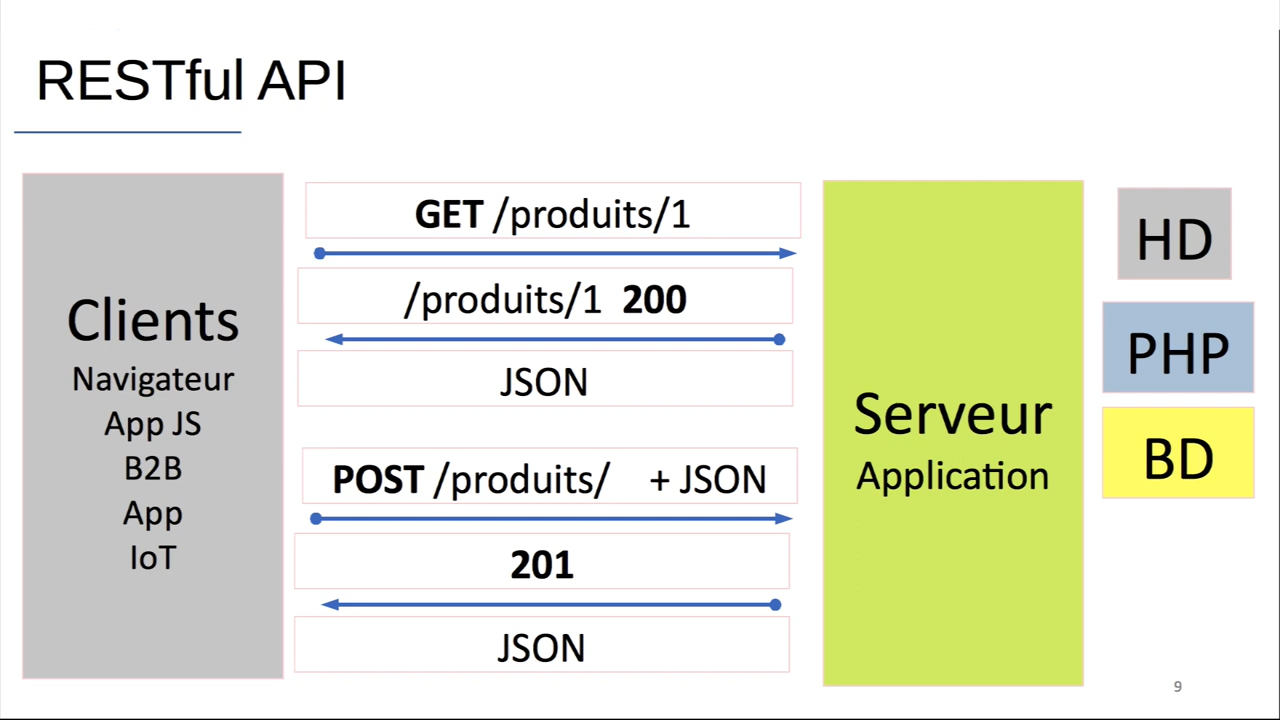 RESTful API
Clients
Navigateur
App JS
B2B
App
IoT
GET /produits/1
/produits/1 200
JSON
POST /produits/ + JSON
201
JSON
Serveur
Application
HD
PHP
BD
9